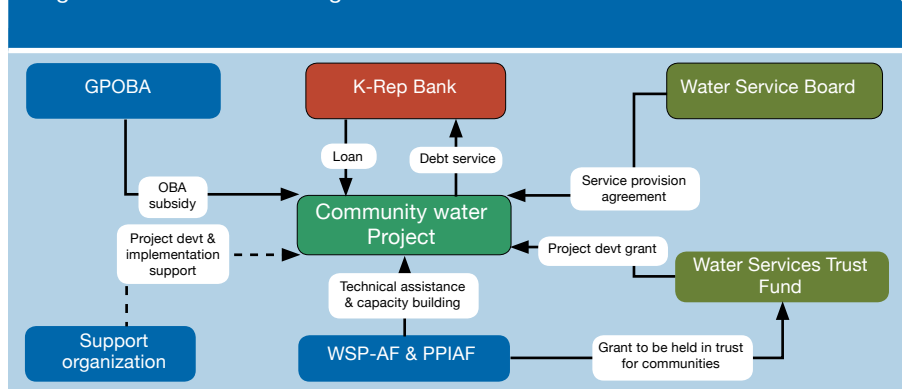 GPOBA
K-Rep Bank
Water Service Board
Loan
Debt service
OBA
subsidy
Service provision
agreement
Community water
Project
Project devt &
implementation
support
Project devt grant
Water Services Trust
Fund
Technical assistance
& capacity building
Support
organization
WSP-AF & PPIAF
Grant to be held in trust
for communities